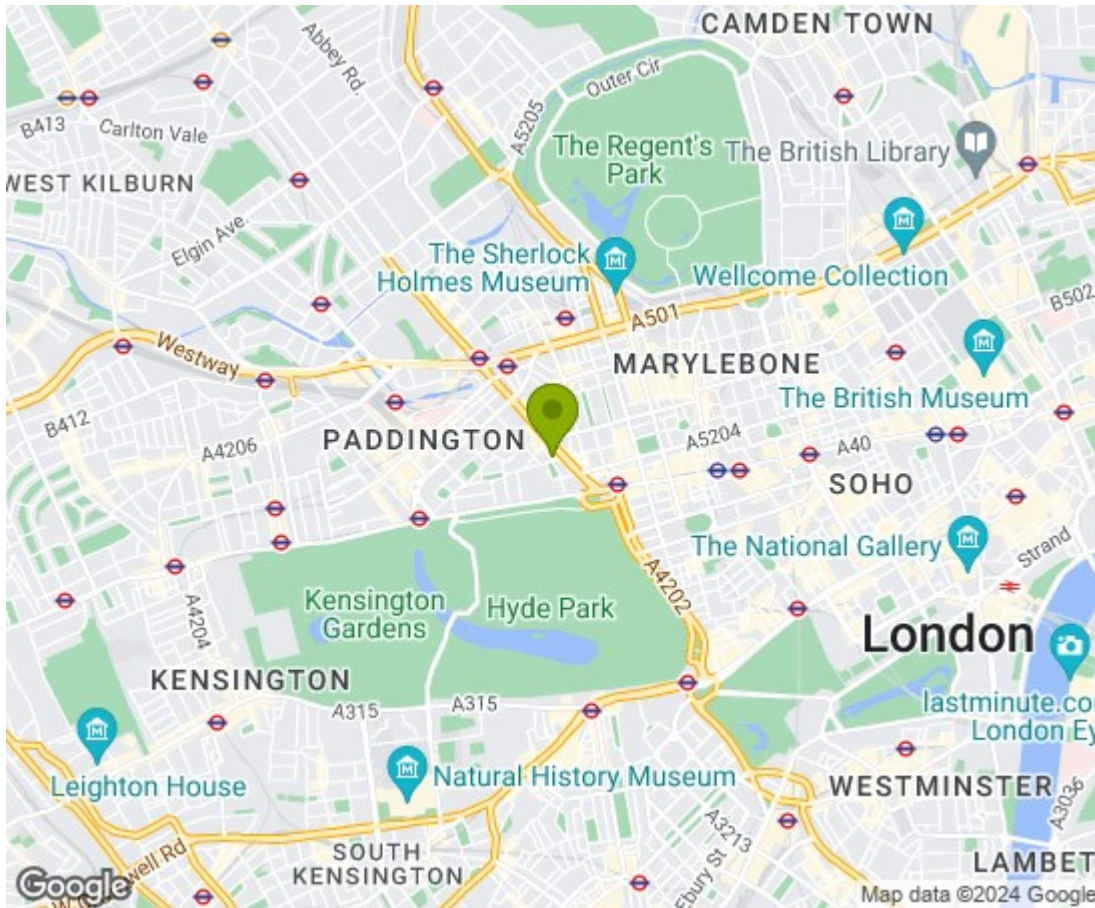 CAMDEN TOWN
Abbey Rd.
Outer Cir
A5205
B413
Carlton Vale
The Regent's
Park
The British Library
WEST KILBURN
Elgin Ave.
The Sherlock
Holmes Museum
Wellcome Collection
B502
A501
Westway
MARYLEBONE
The British Museum
B412
A4206
PADDINGTON
A5204
A40
SOHO
The National Gallery
Strand
A4202
Kensington
Gardens
Hyde Park
A4204
London
KENSINGTON
A315
A315
lastminute.co
London Ey
Leighton House
Natural History Museum
WESTMINSTER
A3036
A3213
Ebury St
SOUTH
KENSINGTON
well Rd
LAMBET
Google
Map data ©2024 Google